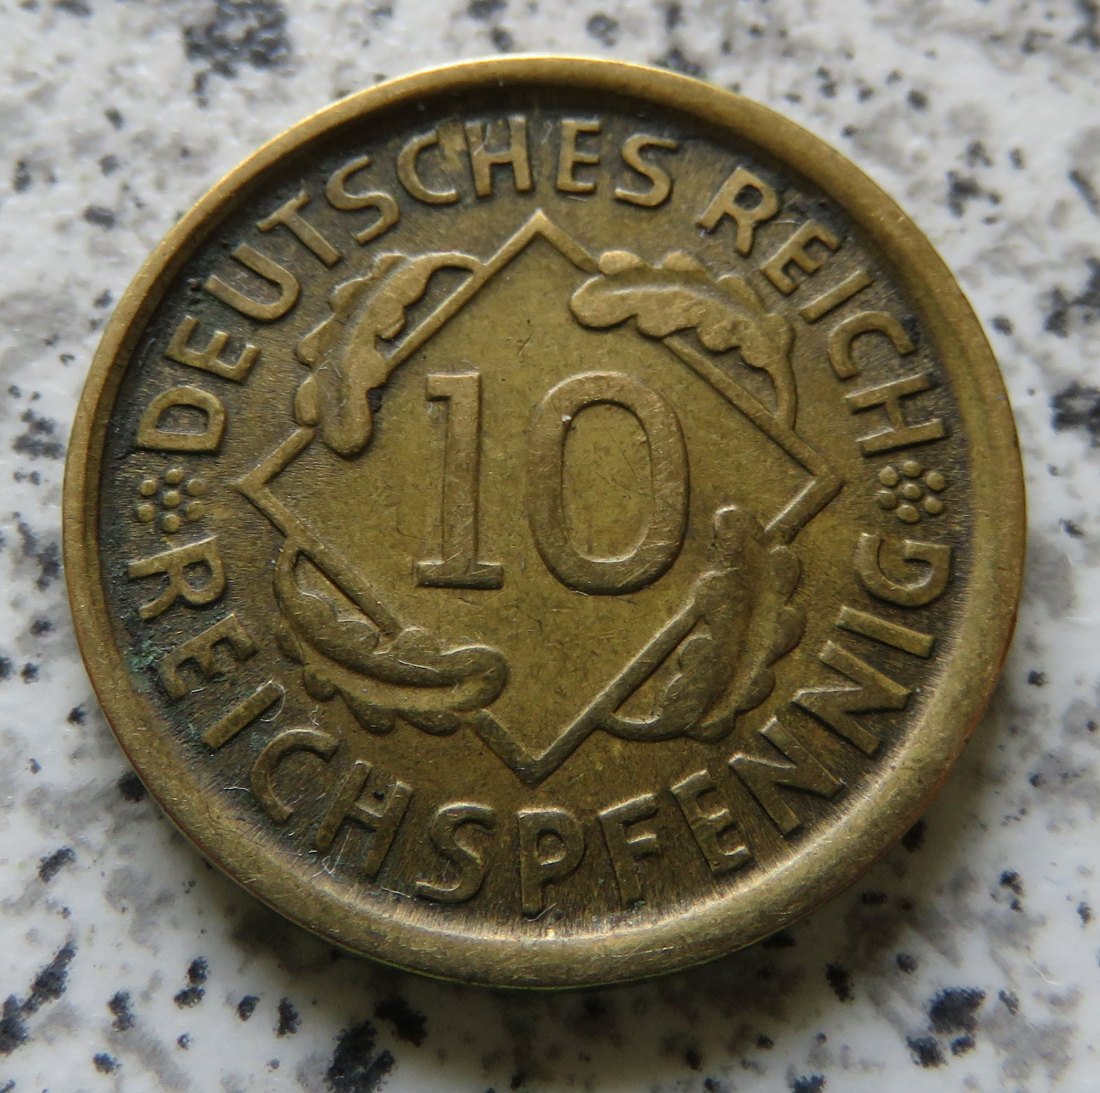 DEUTSCHES REICH
10
REICHSPFENNIG